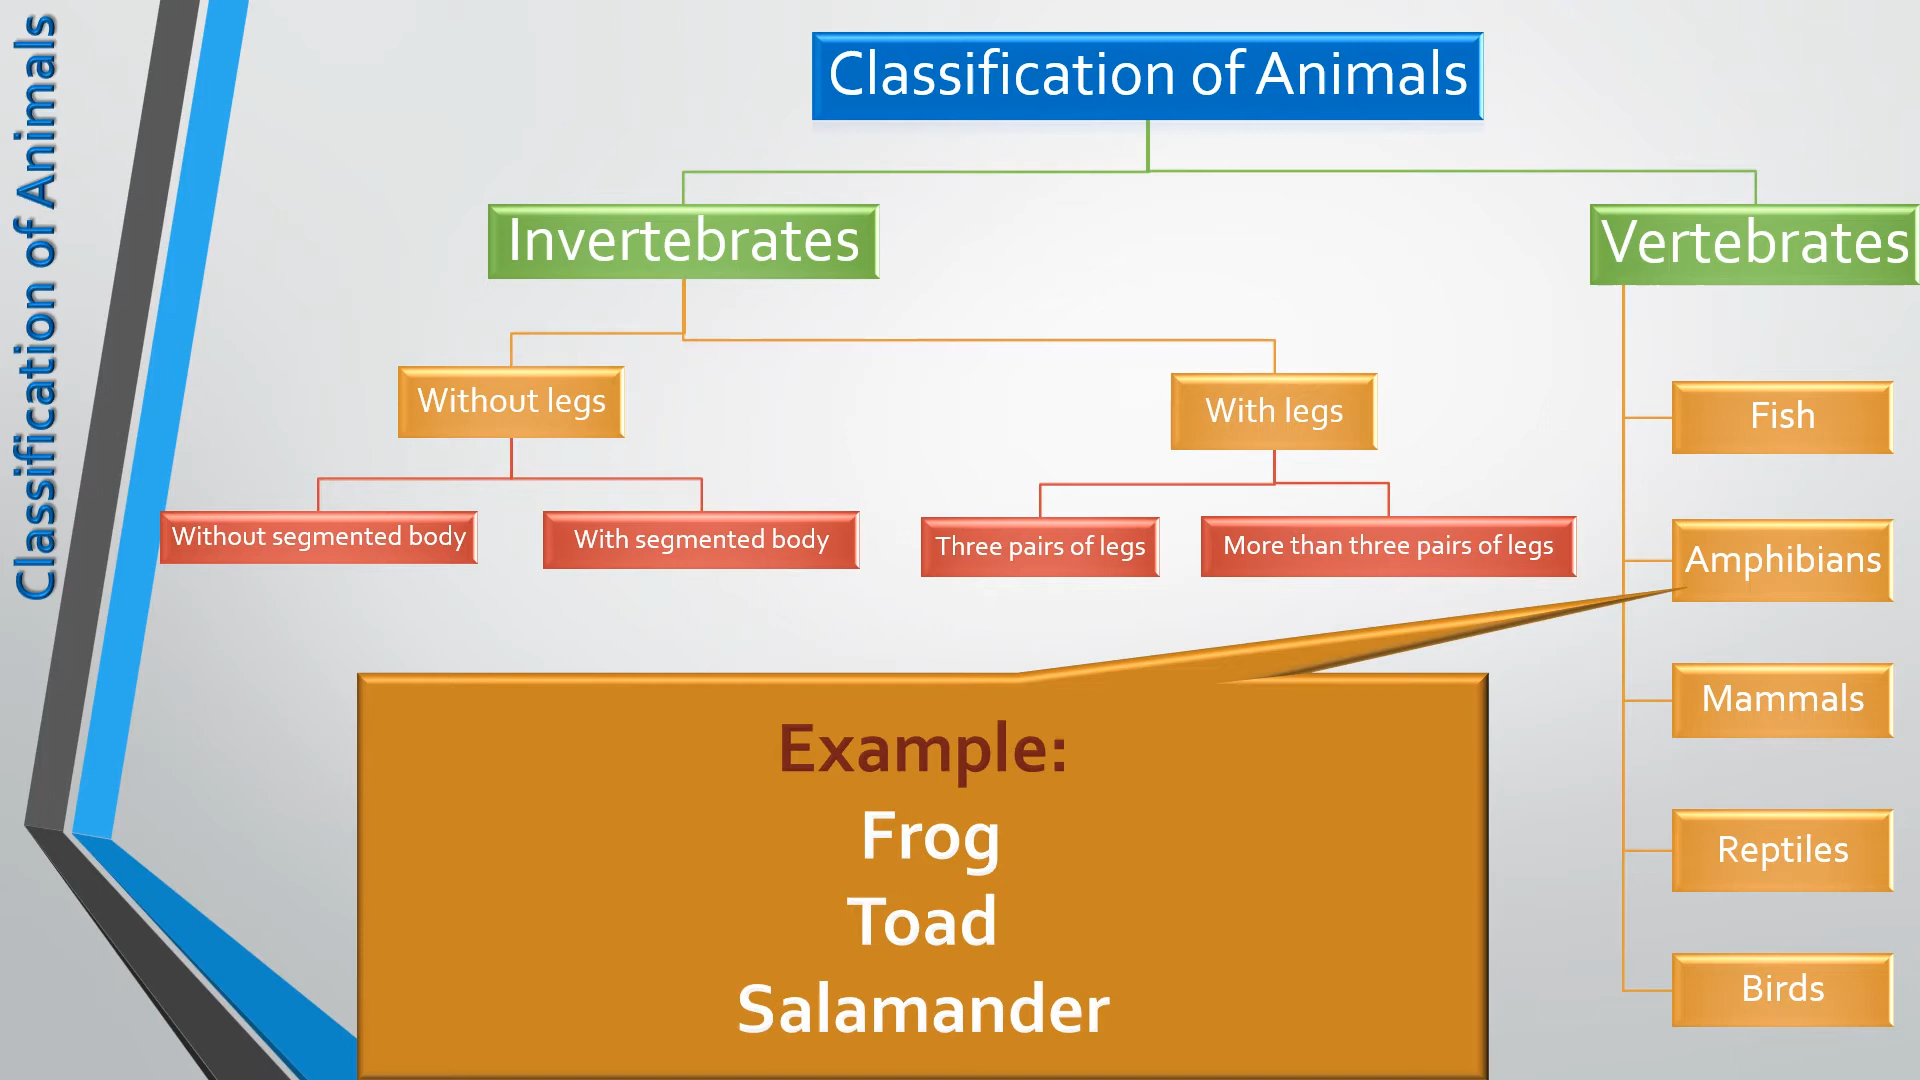 Classification of Animals
Classification of Animals
Invertebrates
Vertebrates
Without legs
With legs
Without segmented body
With segmented body
Three pairs of legs
More than three pairs of legs
Fish
Amphibians
Mammals
Reptiles
Birds
Example:
Frog
Toad
Salamander